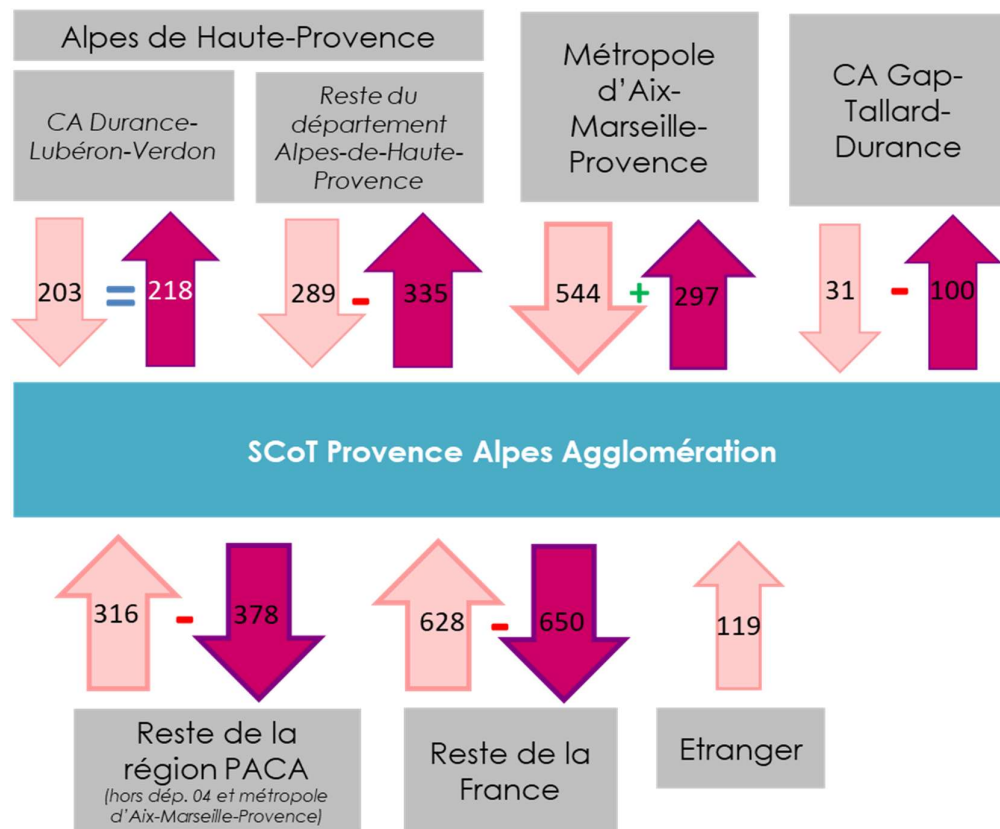 Alpes de Haute-Provence
CA Durance-
Lubéron-Verdon
Reste du
département
Alpes-de-Haute-
Provence
Métropole
d'Aix-
Marseille-
Provence
CA Gap-
Tallard-
Durance
203 = 218
289 - 335
544 + 297
31 - 100
SCoT Provence Alpes Agglomération
316 - 378
628 - 650
119
Reste de la
région PACA
(hors dép. 04 et métropole
d'Aix-Marseille-Provence)
Reste de la
France
Etranger